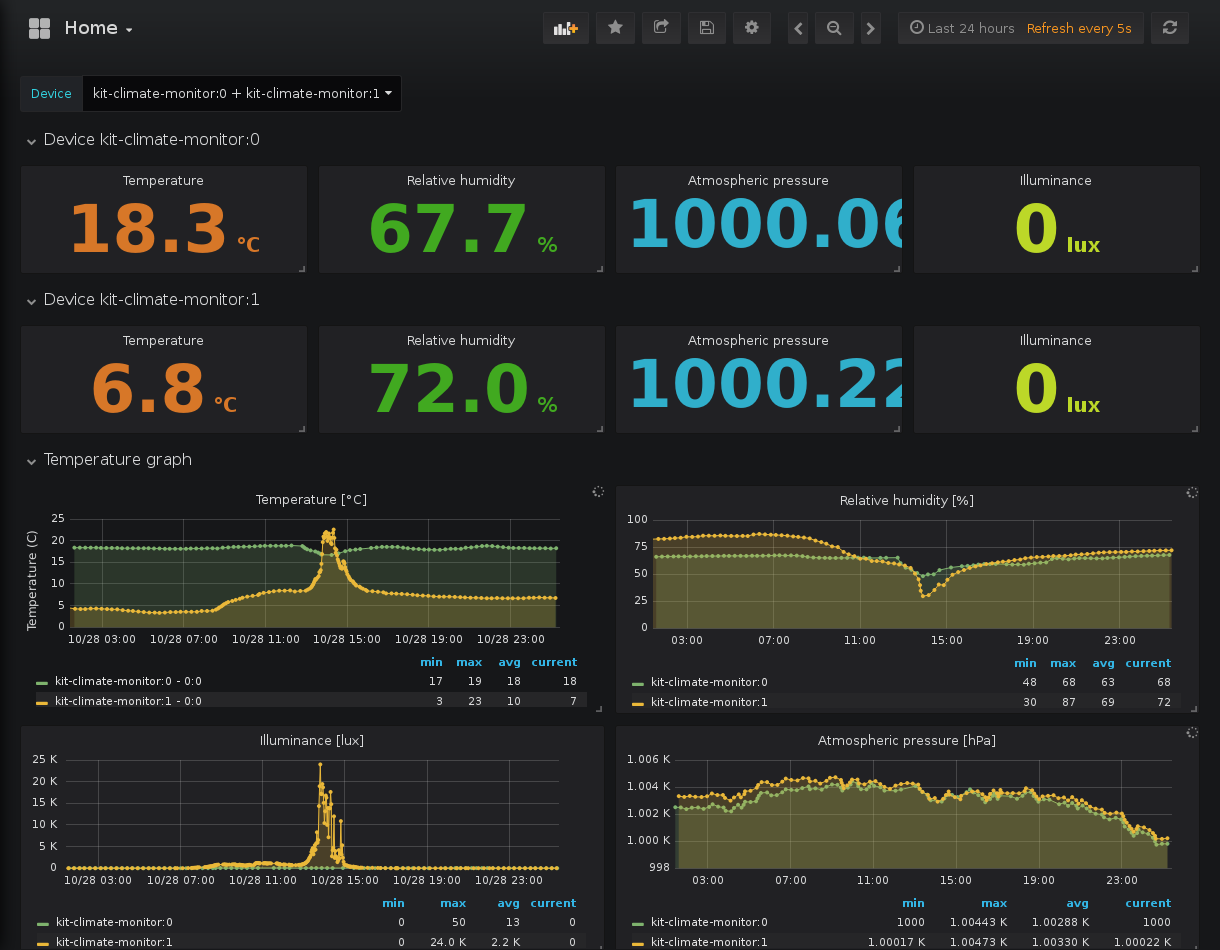 Home
Last 24 hours Refresh every 5s
Device kit-climate-monitor:0 + kit-climate-monitor:1
Device kit-climate-monitor:0
Temperature Relative humidity Atmospheric pressure Illuminance
18.3 °C 67.7 % 1000.06 0 lux
Device kit-climate-monitor:1
Temperature Relative humidity Atmospheric pressure Illuminance
6.8 °C 72.0 % 1000.22 0 lux
Temperature graph
Temperature [°C]
Temperature (C)
25
20
15
10
5
0
10/28 03:00 10/28 07:00 10/28 11:00 10/28 15:00 10/28 19:00 10/28 23:00
min max avg current
kit-climate-monitor:0 - 0:0 17 19 18 18
kit-climate-monitor:1 - 0:0 3 23 10 7
Relative humidity [%]
100
75
50
25
0
03:00 07:00 11:00 15:00 19:00 23:00
min max avg current
kit-climate-monitor:0 48 68 63 68
kit-climate-monitor:1 30 87 69 72
Illuminance [lux]
25 K
20 K
15 K
10 K
5 K
0
10/28 03:00 10/28 07:00 10/28 11:00 10/28 15:00 10/28 19:00 10/28 23:00
min max avg current
kit-climate-monitor:0 0 50 13 0
kit-climate-monitor:1 0 24.0 K 2.2 K 0
Atmospheric pressure [hPa]
1.006 K
1.004 K
1.002 K
1.000 K
998
03:00 07:00 11:00 15:00 19:00 23:00
min max avg current
kit-climate-monitor:0 1000 1.00443 K 1.00288 K 1000
kit-climate-monitor:1 1.00017 K 1.00473 K 1.00330 K 1.00022 K